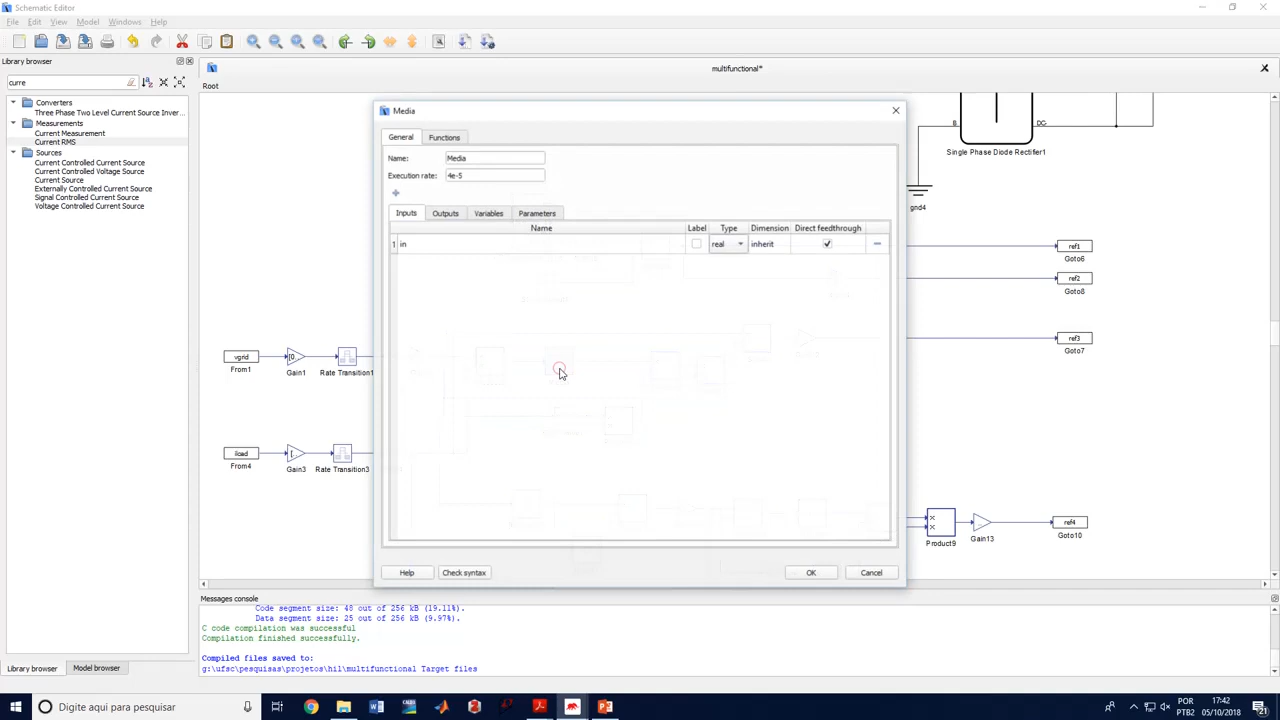 Schematic Editor
File Edit View Model Windows Help
Library browser
multifunctional*
curre
Root
Converters
Three Phase Two Level Current Source Inver ...
Measurements
Current Measurement
Current RMS
Sources
Current Controlled Current Source
Current Controlled Voltage Source
Current Source
Externally Controlled Current Source
Signal Controlled Current Source
Voltage Controlled Current Source
Media
General Functions
Name: Media
Execution rate: 4e-5
Inputs Outputs Variables Parameters
Name Label Type Dimension Direct feedthrough
1 in real inherit
Help Check syntax OK Cancel
B DC-
Single Phase Diode Rectifier1
gnd4
ref1
Goto6
ref2
Goto8
ref3
Goto7
vgrid [0..
From1 Gain1 Rate Transition1
iload [..
From4 Gain3 Rate Transition3
x
x
Product9 Gain13
ref4
Goto10
Messages console
Code segment size: 48 out of 256 kB (19.11%).
Data segment size: 25 out of 256 kB (9.97%).
C code compilation was successful
Compilation finished successfully.
Compiled files saved to:
g:\ufsc\pesquisas\projetos\hil\multifunctional Target files
Library browser Model browser
Digite aqui para pesquisar
POR
PTB2
17:42
05/10/2018
21